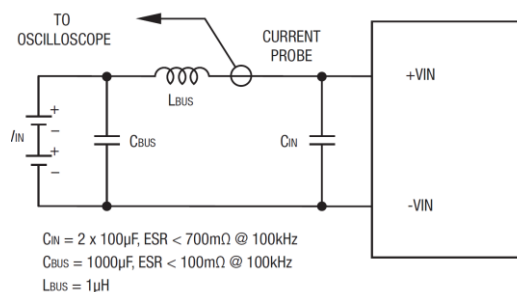 TO
OSCILLOSCOPE
CURRENT
PROBE
+VIN
LBUS
IIN
+
−
+
−
CBUS
CIN
-VIN
CIN = 2 x 100µF, ESR < 700mΩ @ 100kHz
CBUS = 1000µF, ESR < 100mΩ @ 100kHz
LBUS = 1µH